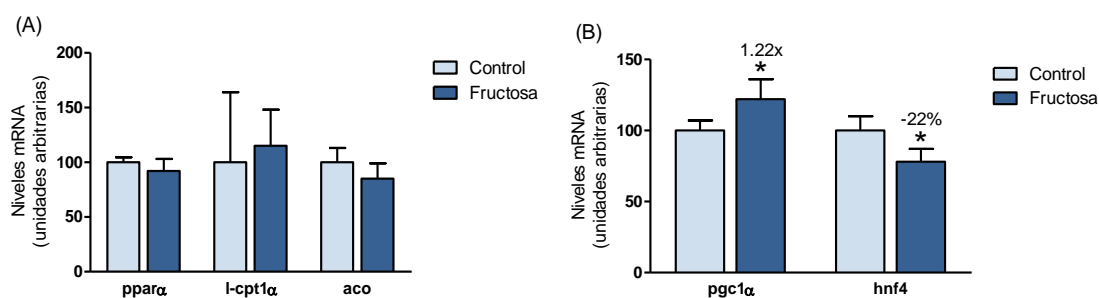 (A)
Niveles mRNA
(unidades arbitrarias)
200
150
100
50
0
pparα
l-cpt1α
aco
Control
Fructosa
(B)
Niveles mRNA
(unidades arbitrarias)
150
100
50
0
1.22x
*
-22%
*
pgc1α
hnf4
Control
Fructosa